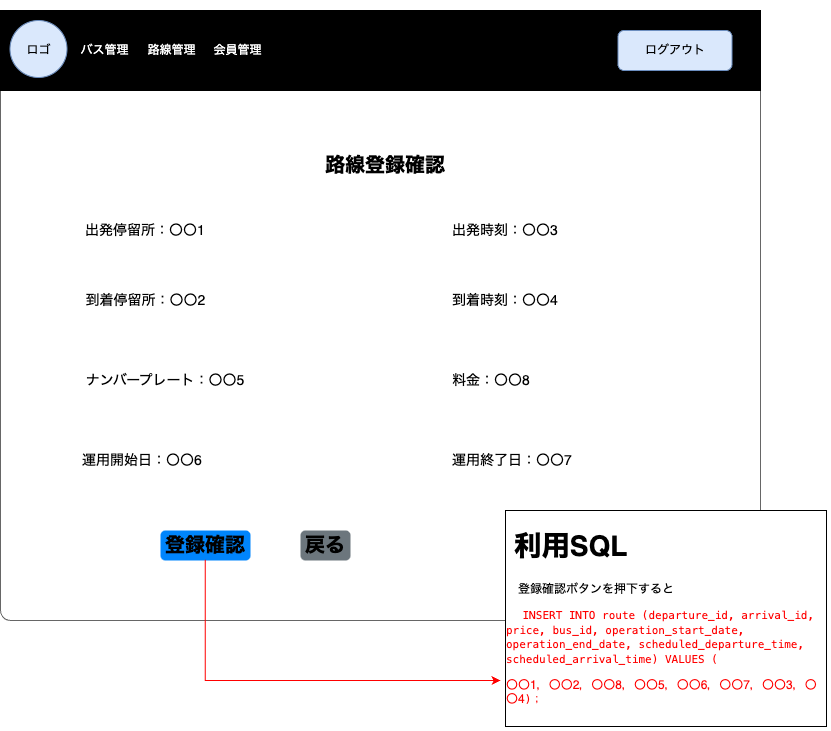 ロゴ バス管理 路線管理 会員管理 ログアウト
路線登録確認
出発停留所：〇〇1 出発時刻：〇〇3
到着停留所：〇〇2 到着時刻：〇〇4
ナンバープレート：〇〇5 料金：〇〇8
運用開始日：〇〇6 運用終了日：〇〇7
登録確認 戻る
利用SQL
登録確認ボタンを押下すると
INSERT INTO route (departure_id, arrival_id,
price, bus_id, operation_start_date,
operation_end_date, scheduled_departure_time,
scheduled_arrival_time) VALUES (
〇〇1, 〇〇2, 〇〇8, 〇〇5, 〇〇6, 〇〇7, 〇〇3, 〇
〇4);